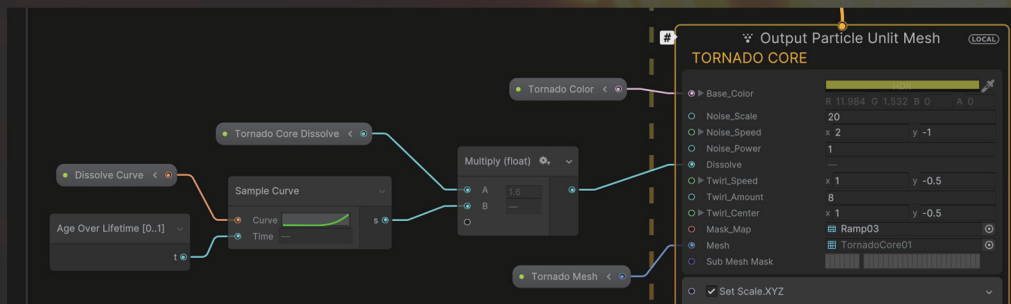 # Output Particle Unlit Mesh LOCAL
TORNADO CORE
Tornado Color <
HDR
Base_Color R 11.984 G 1.532 B 0 A 0
Noise_Scale 20
Noise_Speed x 2 y -1
Noise_Power 1
Dissolve —
Twirl_Speed x 1 y -0.5
Twirl_Amount 8
Twirl_Center x 1 y -0.5
Mask_Map Ramp03
Mesh TornadoCore01
Sub Mesh Mask
Set Scale.XYZ
Tornado Core Dissolve <
Multiply (float)
A 1.6
B —
Dissolve Curve <
Sample Curve
Curve s
Time —
Age Over Lifetime [0..1]
t
Tornado Mesh <